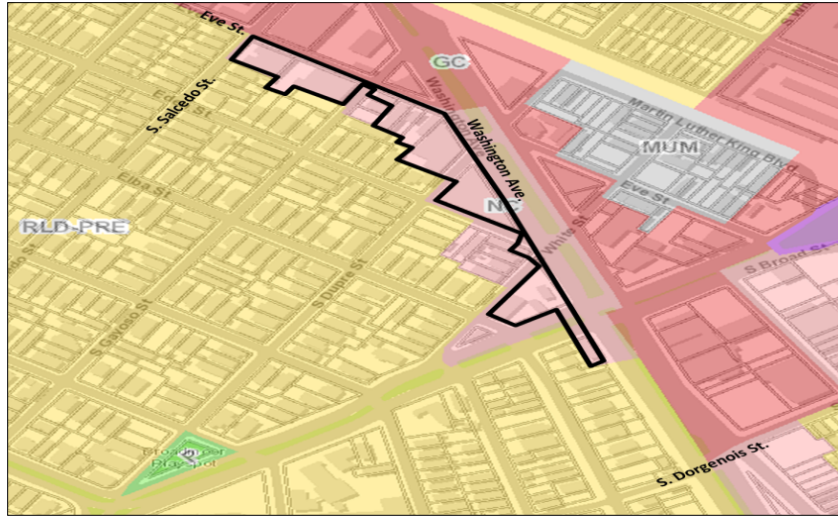 Eve St.
GC
S. Salcedo St.
Washington Ave.
Maren Luther King Blvd.
MUM
Eve St
Elba St
NC
White St
RLD-PRE
S Broad St
S Dupre St
S Gayoso St
S. Dorgenois St.